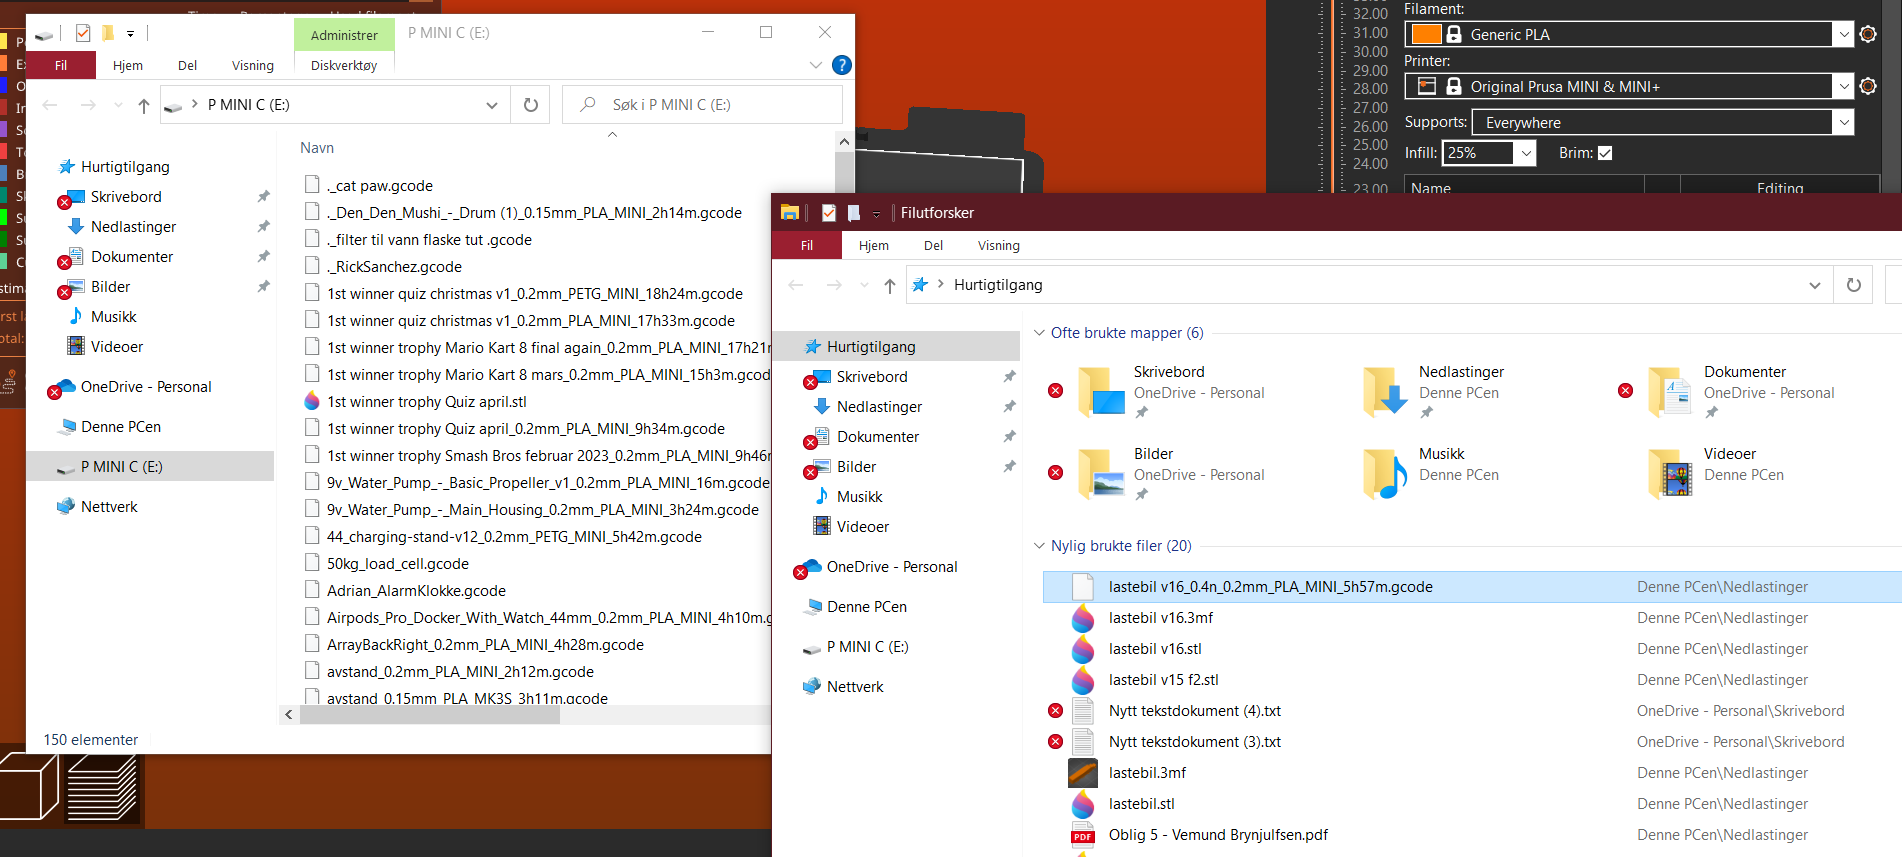 Administrer
P MINI C (E:)
Fil
Hjem
Del
Visning
Diskverktøy
P MINI C (E:)
Søk i P MINI C (E:)
Hurtigtilgang
Skrivebord
Nedlastinger
Dokumenter
Bilder
Musikk
Videoer
OneDrive - Personal
Denne PCen
P MINI C (E:)
Nettverk
Navn
._cat paw.gcode
._Den_Den_Mushi_-_Drum (1)_0.15mm_PLA_MINI_2h14m.gcode
._filter til vann flaske tut .gcode
._RickSanchez.gcode
1st winner quiz christmas v1_0.2mm_PETG_MINI_18h24m.gcode
1st winner quiz christmas v1_0.2mm_PLA_MINI_17h33m.gcode
1st winner trophy Mario Kart 8 final again_0.2mm_PLA_MINI_17h21m
1st winner trophy Mario Kart 8 mars_0.2mm_PLA_MINI_15h3m.gcod
1st winner trophy Quiz april.stl
1st winner trophy Quiz april_0.2mm_PLA_MINI_9h34m.gcode
1st winner trophy Smash Bros februar 2023_0.2mm_PLA_MINI_9h46m
9v_Water_Pump_-_Basic_Propeller_v1_0.2mm_PLA_MINI_16m.gcode
9v_Water_Pump_-_Main_Housing_0.2mm_PLA_MINI_3h24m.gcode
44_charging-stand-v12_0.2mm_PETG_MINI_5h42m.gcode
50kg_load_cell.gcode
Adrian_AlarmKlokke.gcode
Airpods_Pro_Docker_With_Watch_44mm_0.2mm_PLA_MINI_4h10m.g
ArrayBackRight_0.2mm_PLA_MINI_4h28m.gcode
avstand_0.2mm_PLA_MINI_2h12m.gcode
avstand_0.15mm_PLA_MK3S_3h11m.gcode
150 elementer
32.00
31.00
30.00
29.00
28.00
27.00
26.00
25.00
24.00
23.00
Filament:
Generic PLA
Printer:
Original Prusa MINI & MINI+
Supports: Everywhere
Infill: 25% Brim:
Name Editing
Filutforsker
Fil
Hjem
Del
Visning
Hurtigtilgang
Hurtigtilgang
Skrivebord
Nedlastinger
Dokumenter
Bilder
Musikk
Videoer
OneDrive - Personal
Denne PCen
P MINI C (E:)
Nettverk
Ofte brukte mapper (6)
Skrivebord
OneDrive - Personal
Nedlastinger
Denne PCen
Dokumenter
OneDrive - Personal
Bilder
OneDrive - Personal
Musikk
Denne PCen
Videoer
Denne PCen
Nylig brukte filer (20)
lastebil v16_0.4n_0.2mm_PLA_MINI_5h57m.gcode Denne PCen\Nedlastinger
lastebil v16.3mf Denne PCen\Nedlastinger
lastebil v16.stl Denne PCen\Nedlastinger
lastebil v15 f2.stl Denne PCen\Nedlastinger
Nytt tekstdokument (4).txt OneDrive - Personal\Skrivebord
Nytt tekstdokument (3).txt OneDrive - Personal\Skrivebord
lastebil.3mf Denne PCen\Nedlastinger
lastebil.stl Denne PCen\Nedlastinger
PDF Oblig 5 - Vemund Brynjulfsen.pdf Denne PCen\Nedlastinger